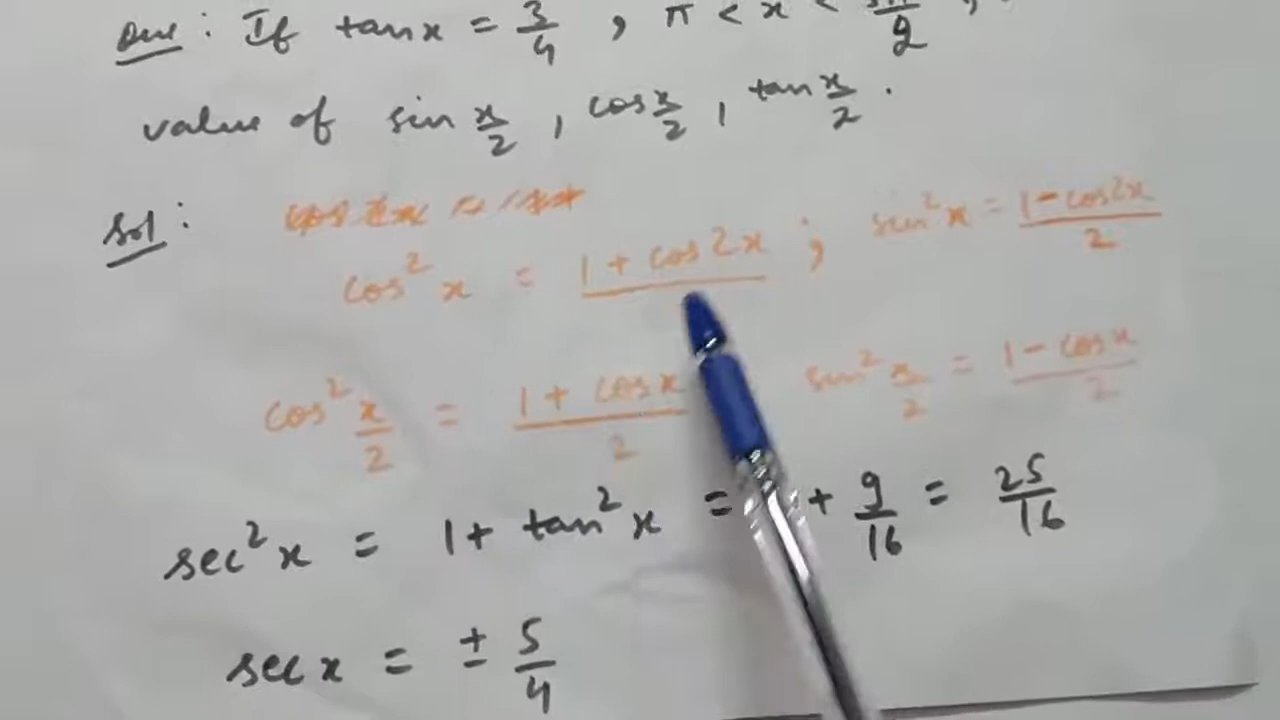 Que: If tan x = 3/4 , π < x < 3π/2 ,
value of sin x/2 , cos x/2 , tan x/2 .
Sol:
cos² x = 1 + cos 2x ; sin² x = 1 - cos 2x / 2
cos² x/2 = 1 + cos x / 2 sin² x/2 = 1 - cos x / 2
sec² x = 1 + tan² x = + 9/16 = 25/16
sec x = ± 5/4